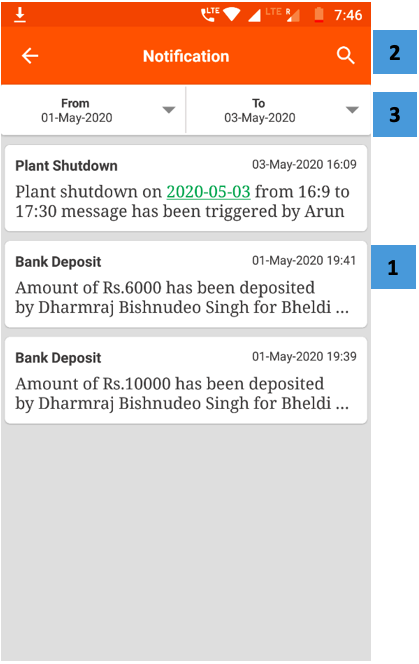 LTE LTE R 7:46
Notification
2
From
01-May-2020
To
03-May-2020
3
Plant Shutdown 03-May-2020 16:09
Plant shutdown on 2020-05-03 from 16:9 to
17:30 message has been triggered by Arun
Bank Deposit 01-May-2020 19:41
1
Amount of Rs.6000 has been deposited
by Dharmraj Bishnudeo Singh for Bheldi ...
Bank Deposit 01-May-2020 19:39
Amount of Rs.10000 has been deposited
by Dharmraj Bishnudeo Singh for Bheldi ...